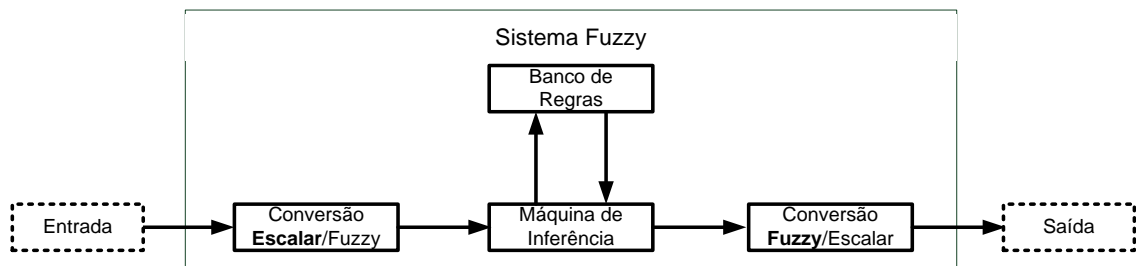 Sistema Fuzzy
Banco de
Regras
Entrada
Conversão
Escalar/Fuzzy
Máquina de
Inferência
Conversão
Fuzzy/Escalar
Saída